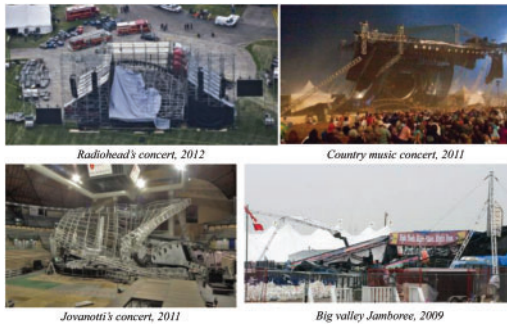 Radiohead's concert, 2012
Country music concert, 2011
Jovanotti's concert, 2011
Big valley Jamboree, 2009